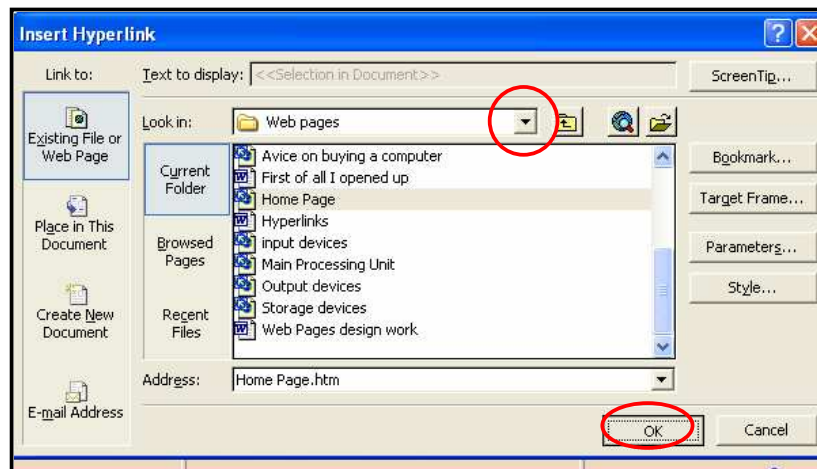 Insert Hyperlink
Link to:
Text to display: <<Selection in Document>>
ScreenTip...
Existing File or
Web Page
Place in This
Document
Create New
Document
E-mail Address
Look in:
Web pages
Current
Folder
Browsed
Pages
Recent
Files
Avice on buying a computer
First of all I opened up
Home Page
Hyperlinks
input devices
Main Processing Unit
Output devices
Storage devices
Web Pages design work
Address:
Home Page.htm
Bookmark...
Target Frame...
Parameters...
Style...
OK
Cancel